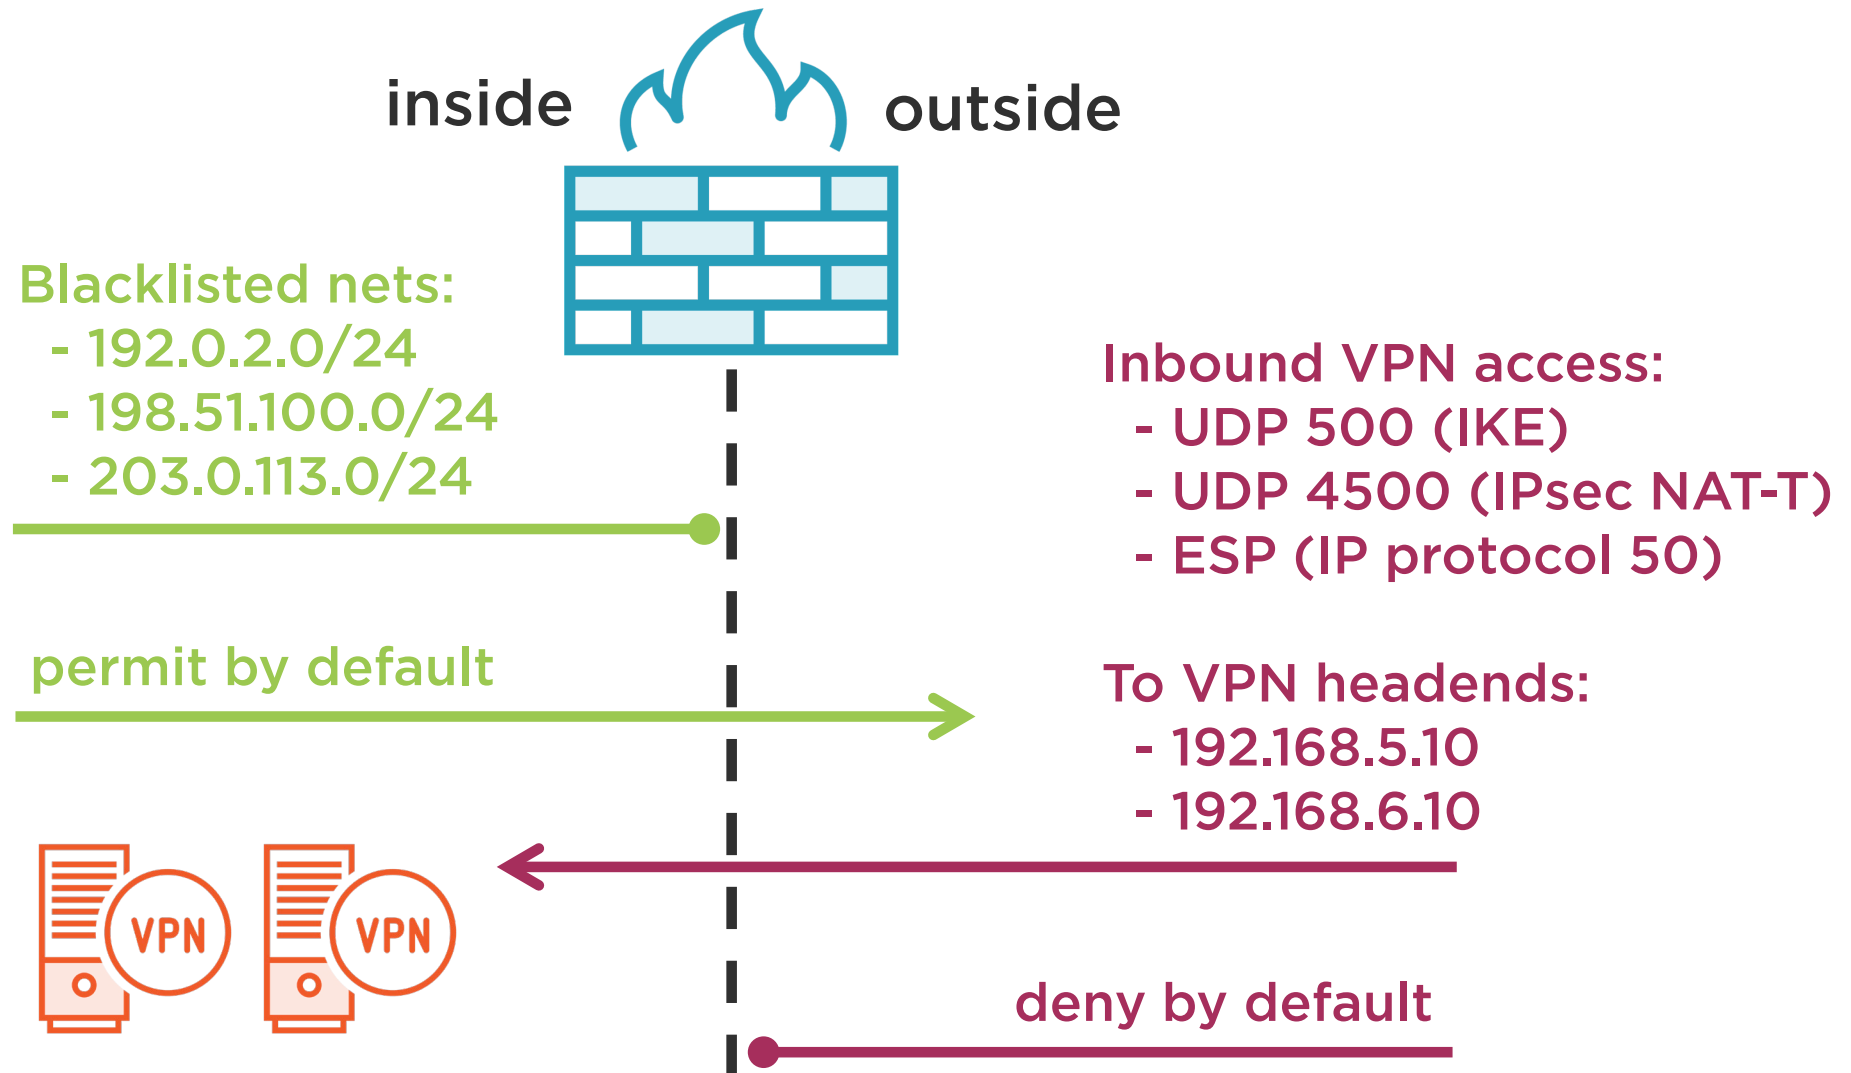 inside
outside
Blacklisted nets:
- 192.0.2.0/24
- 198.51.100.0/24
- 203.0.113.0/24
permit by default
VPN
VPN
Inbound VPN access:
- UDP 500 (IKE)
- UDP 4500 (IPsec NAT-T)
- ESP (IP protocol 50)
To VPN headends:
- 192.168.5.10
- 192.168.6.10
deny by default